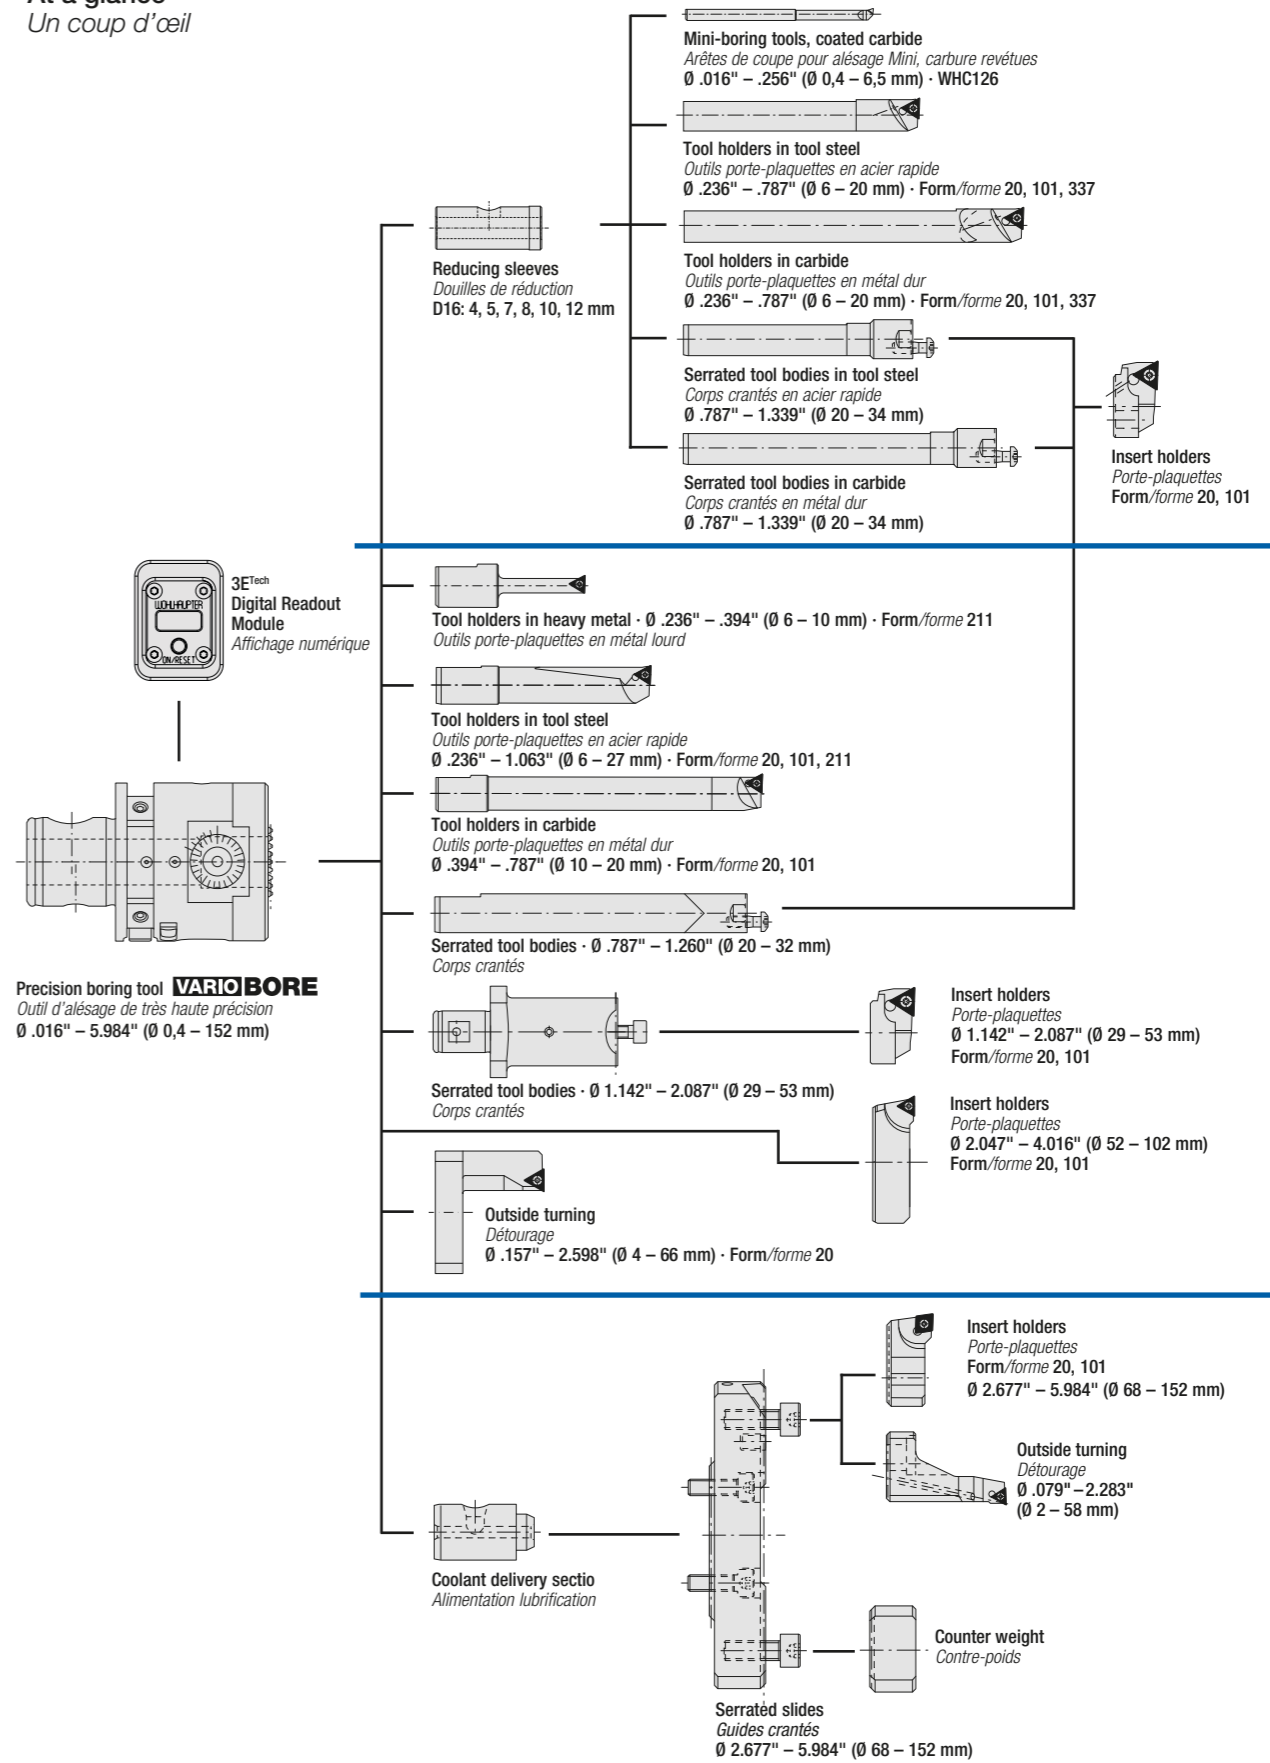 At a glance
Un coup d'œil
Mini-boring tools, coated carbide
Arêtes de coupe pour alésage Mini, carbure revétues
Ø .016" – .256" (Ø 0,4 – 6,5 mm) · WHC126
Tool holders in tool steel
Outils porte-plaquettes en acier rapide
Ø .236" – .787" (Ø 6 – 20 mm) · Form/forme 20, 101, 337
Reducing sleeves
Douilles de réduction
D16: 4, 5, 7, 8, 10, 12 mm
Tool holders in carbide
Outils porte-plaquettes en métal dur
Ø .236" – .787" (Ø 6 – 20 mm) · Form/forme 20, 101, 337
Serrated tool bodies in tool steel
Corps crantés en acier rapide
Ø .787" – 1.339" (Ø 20 – 34 mm)
Insert holders
Porte-plaquettes
Form/forme 20, 101
Serrated tool bodies in carbide
Corps crantés en métal dur
Ø .787" – 1.339" (Ø 20 – 34 mm)
WOHLHAUPTER
ON/RESET
3ETech
Digital Readout
Module
Affichage numérique
Tool holders in heavy metal · Ø .236" – .394" (Ø 6 – 10 mm) · Form/forme 211
Outils porte-plaquettes en métal lourd
Tool holders in tool steel
Outils porte-plaquettes en acier rapide
Ø .236" – 1.063" (Ø 6 – 27 mm) · Form/forme 20, 101, 211
Tool holders in carbide
Outils porte-plaquettes en métal dur
Ø .394" – .787" (Ø 10 – 20 mm) · Form/forme 20, 101
Serrated tool bodies · Ø .787" – 1.260" (Ø 20 – 32 mm)
Corps crantés
Precision boring tool VARIO BORE
Outil d'alésage de très haute précision
Ø .016" – 5.984" (Ø 0,4 – 152 mm)
Insert holders
Porte-plaquettes
Ø 1.142" – 2.087" (Ø 29 – 53 mm)
Form/forme 20, 101
Serrated tool bodies · Ø 1.142" – 2.087" (Ø 29 – 53 mm)
Corps crantés
Insert holders
Porte-plaquettes
Ø 2.047" – 4.016" (Ø 52 – 102 mm)
Form/forme 20, 101
Outside turning
Détourage
Ø .157" – 2.598" (Ø 4 – 66 mm) · Form/forme 20
Insert holders
Porte-plaquettes
Form/forme 20, 101
Ø 2.677" – 5.984" (Ø 68 – 152 mm)
Outside turning
Détourage
Ø .079" – 2.283"
(Ø 2 – 58 mm)
Coolant delivery sectio
Alimentation lubrification
Counter weight
Contre-poids
Serrated slides
Guides crantés
Ø 2.677" – 5.984" (Ø 68 – 152 mm)